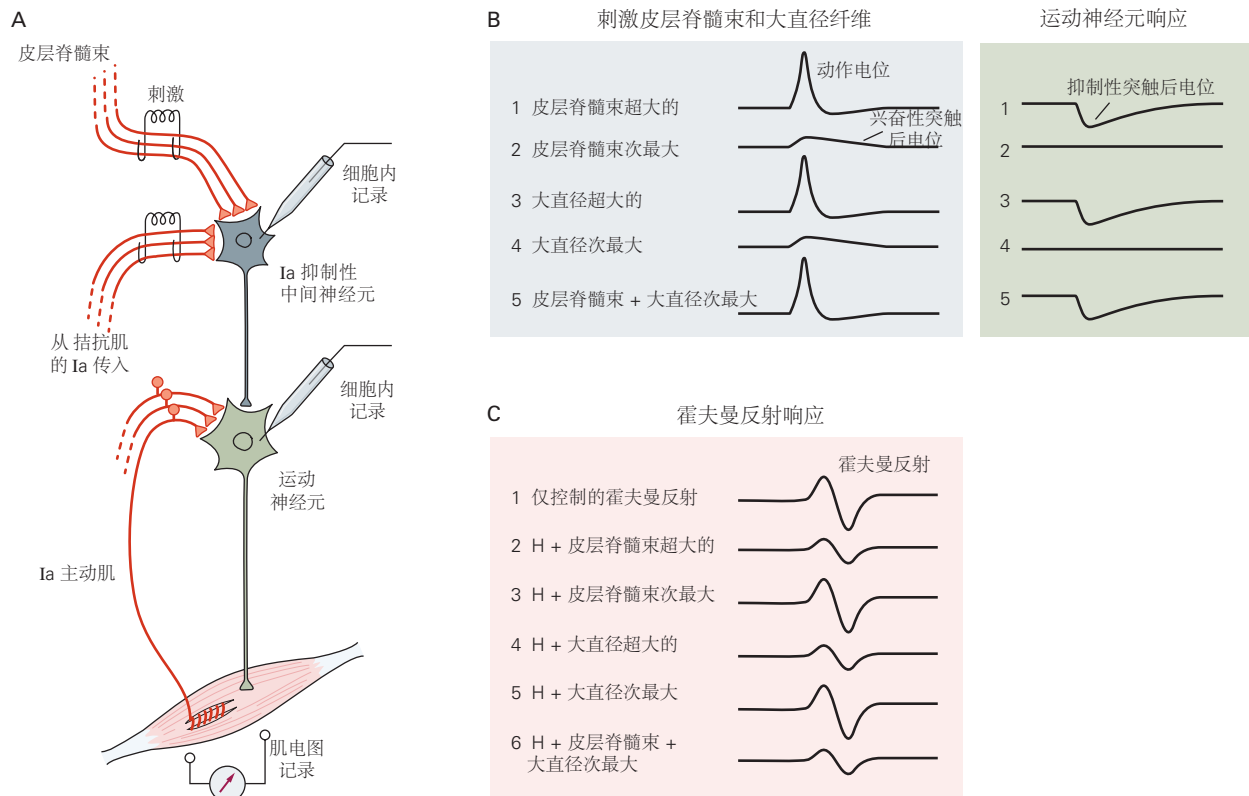 A
皮层脊髓束
刺激
细胞内
记录
Ia 抑制性
中间神经元
从 拮抗肌
的 Ia 传入
细胞内
记录
运动
神经元
Ia 主动肌
肌电图
记录
B
刺激皮层脊髓束和大直径纤维
运动神经元响应
动作电位
1 皮层脊髓束超大的
兴奋性突触
后电位
2 皮层脊髓束次最大
3 大直径超大的
4 大直径次最大
5 皮层脊髓束 + 大直径次最大
抑制性突触后电位
1
2
3
4
5
C
霍夫曼反射响应
霍夫曼反射
1 仅控制的霍夫曼反射
2 H + 皮层脊髓束超大的
3 H + 皮层脊髓束次最大
4 H + 大直径超大的
5 H + 大直径次最大
6 H + 皮层脊髓束 +
大直径次最大